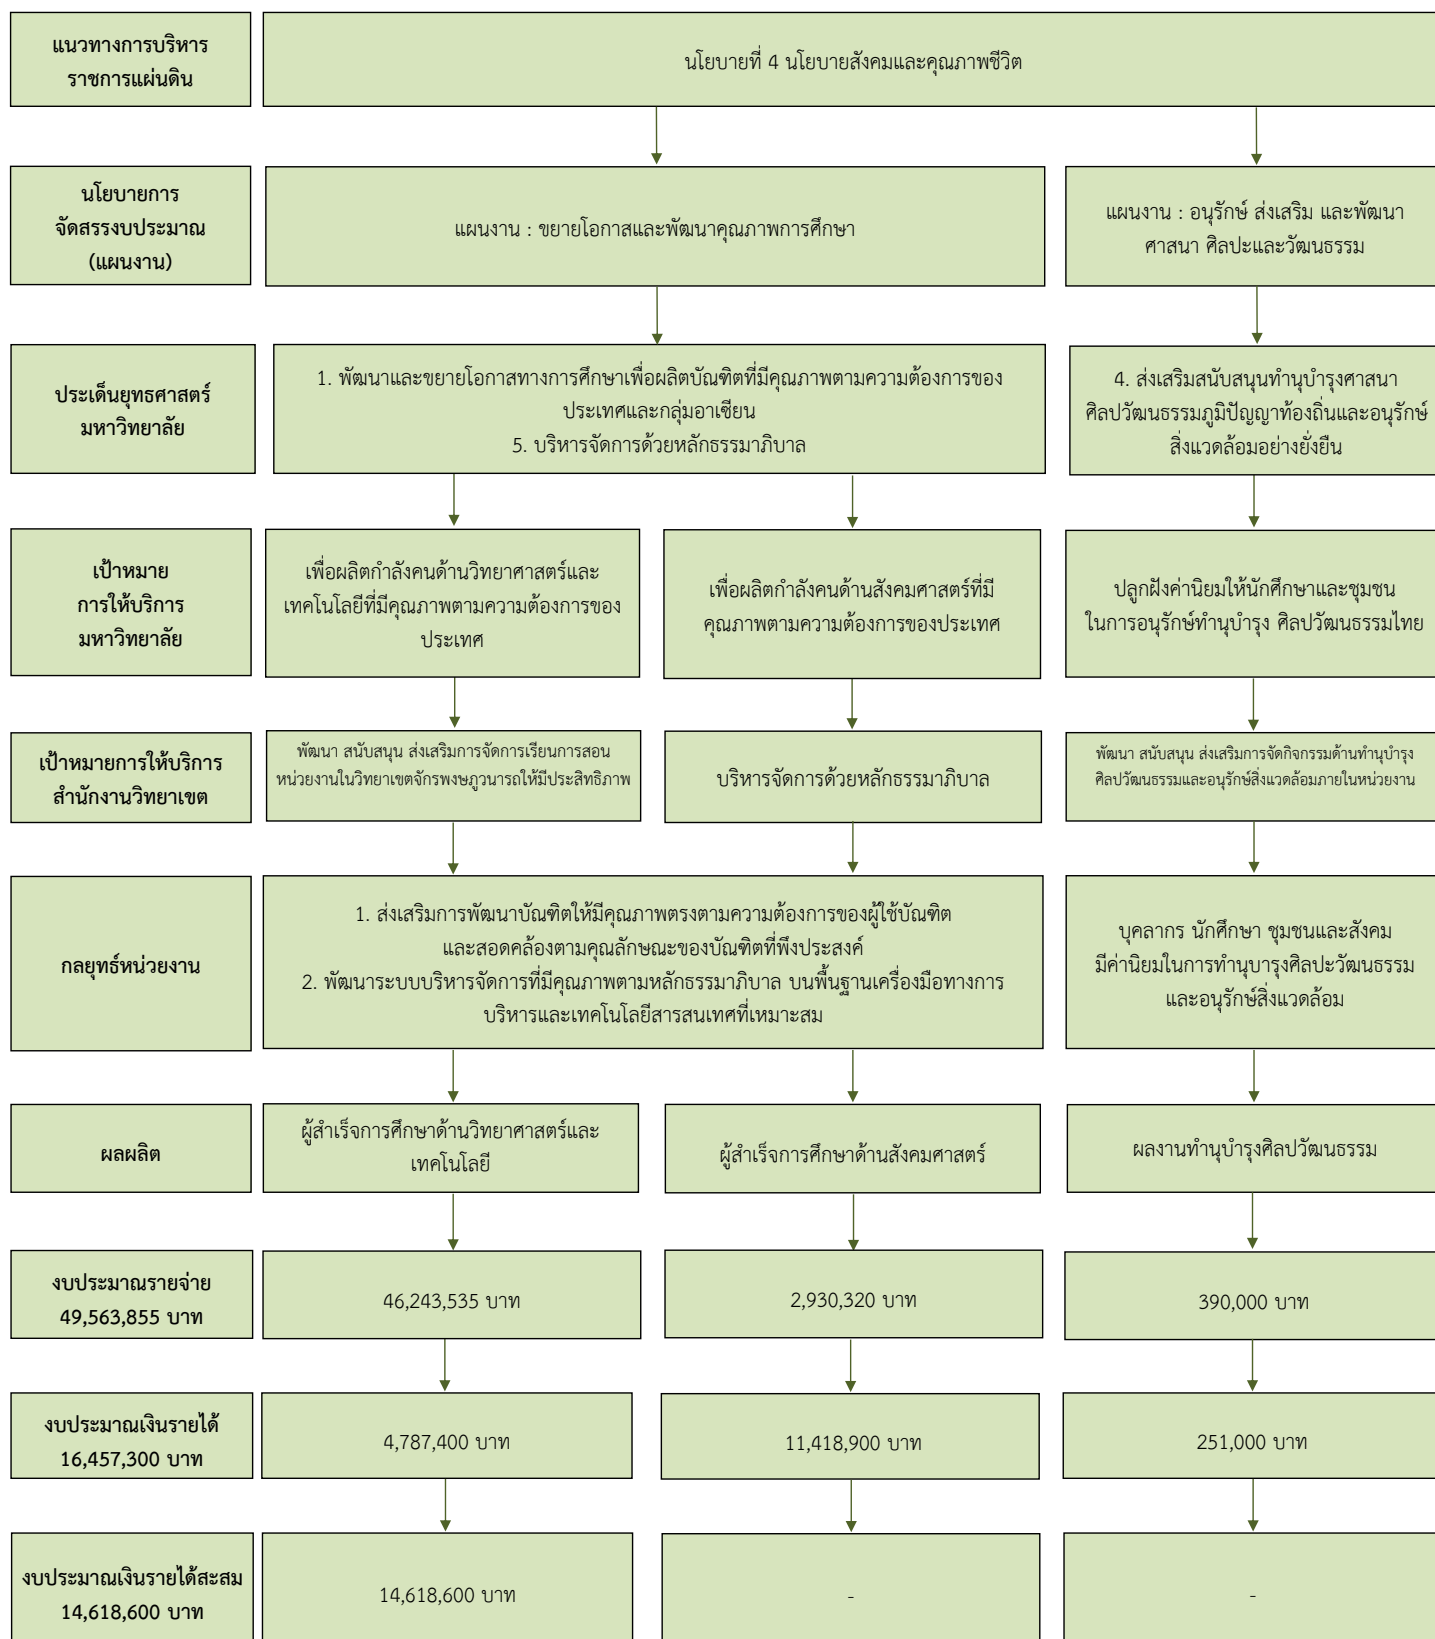 แนวทางการบริหาร
ราชการแผ่นดิน
นโยบายที่ 4 นโยบายสังคมและคุณภาพชีวิต
นโยบายการ
จัดสรรงบประมาณ
(แผนงาน)
แผนงาน : ขยายโอกาสและพัฒนาคุณภาพการศึกษา
แผนงาน : อนุรักษ์ ส่งเสริม และพัฒนา
ศาสนา ศิลปะและวัฒนธรรม
ประเด็นยุทธศาสตร์
มหาวิทยาลัย
1. พัฒนาและขยายโอกาสทางการศึกษาเพื่อผลิตบัณฑิตที่มีคุณภาพตามความต้องการของ
ประเทศและกลุ่มอาเซียน
5. บริหารจัดการด้วยหลักธรรมาภิบาล
4. ส่งเสริมสนับสนุนทำนุบำรุงศาสนา
ศิลปวัฒนธรรมภูมิปัญญาท้องถิ่นและอนุรักษ์
สิ่งแวดล้อมอย่างยั่งยืน
เป้าหมาย
การให้บริการ
มหาวิทยาลัย
เพื่อผลิตกำลังคนด้านวิทยาศาสตร์และ
เทคโนโลยีที่มีคุณภาพตามความต้องการของ
ประเทศ
เพื่อผลิตกำลังคนด้านสังคมศาสตร์ที่มี
คุณภาพตามความต้องการของประเทศ
ปลูกฝังค่านิยมให้นักศึกษาและชุมชน
ในการอนุรักษ์ทำนุบำรุง ศิลปวัฒนธรรมไทย
เป้าหมายการให้บริการ
สำนักงานวิทยาเขต
พัฒนา สนับสนุน ส่งเสริมการจัดการเรียนการสอน
หน่วยงานในวิทยาเขตจักรพงษภูวนารถให้มีประสิทธิภาพ
บริหารจัดการด้วยหลักธรรมาภิบาล
พัฒนา สนับสนุน ส่งเสริมการจัดกิจกรรมด้านทำนุบำรุง
ศิลปวัฒนธรรมและอนุรักษ์สิ่งแวดล้อมภายในหน่วยงาน
กลยุทธ์หน่วยงาน
1. ส่งเสริมการพัฒนาบัณฑิตให้มีคุณภาพตรงตามความต้องการของผู้ใช้บัณฑิต
และสอดคล้องตามคุณลักษณะของบัณฑิตที่พึงประสงค์
2. พัฒนาระบบบริหารจัดการที่มีคุณภาพตามหลักธรรมาภิบาล บนพื้นฐานเครื่องมือทางการ
บริหารและเทคโนโลยีสารสนเทศที่เหมาะสม
บุคลากร นักศึกษา ชุมชนและสังคม
มีค่านิยมในการทำนุบารุงศิลปะวัฒนธรรม
และอนุรักษ์สิ่งแวดล้อม
ผลผลิต
ผู้สำเร็จการศึกษาด้านวิทยาศาสตร์และ
เทคโนโลยี
ผู้สำเร็จการศึกษาด้านสังคมศาสตร์
ผลงานทำนุบำรุงศิลปวัฒนธรรม
งบประมาณรายจ่าย
49,563,855 บาท
46,243,535 บาท
2,930,320 บาท
390,000 บาท
งบประมาณเงินรายได้
16,457,300 บาท
4,787,400 บาท
11,418,900 บาท
251,000 บาท
งบประมาณเงินรายได้สะสม
14,618,600 บาท
14,618,600 บาท
-
-